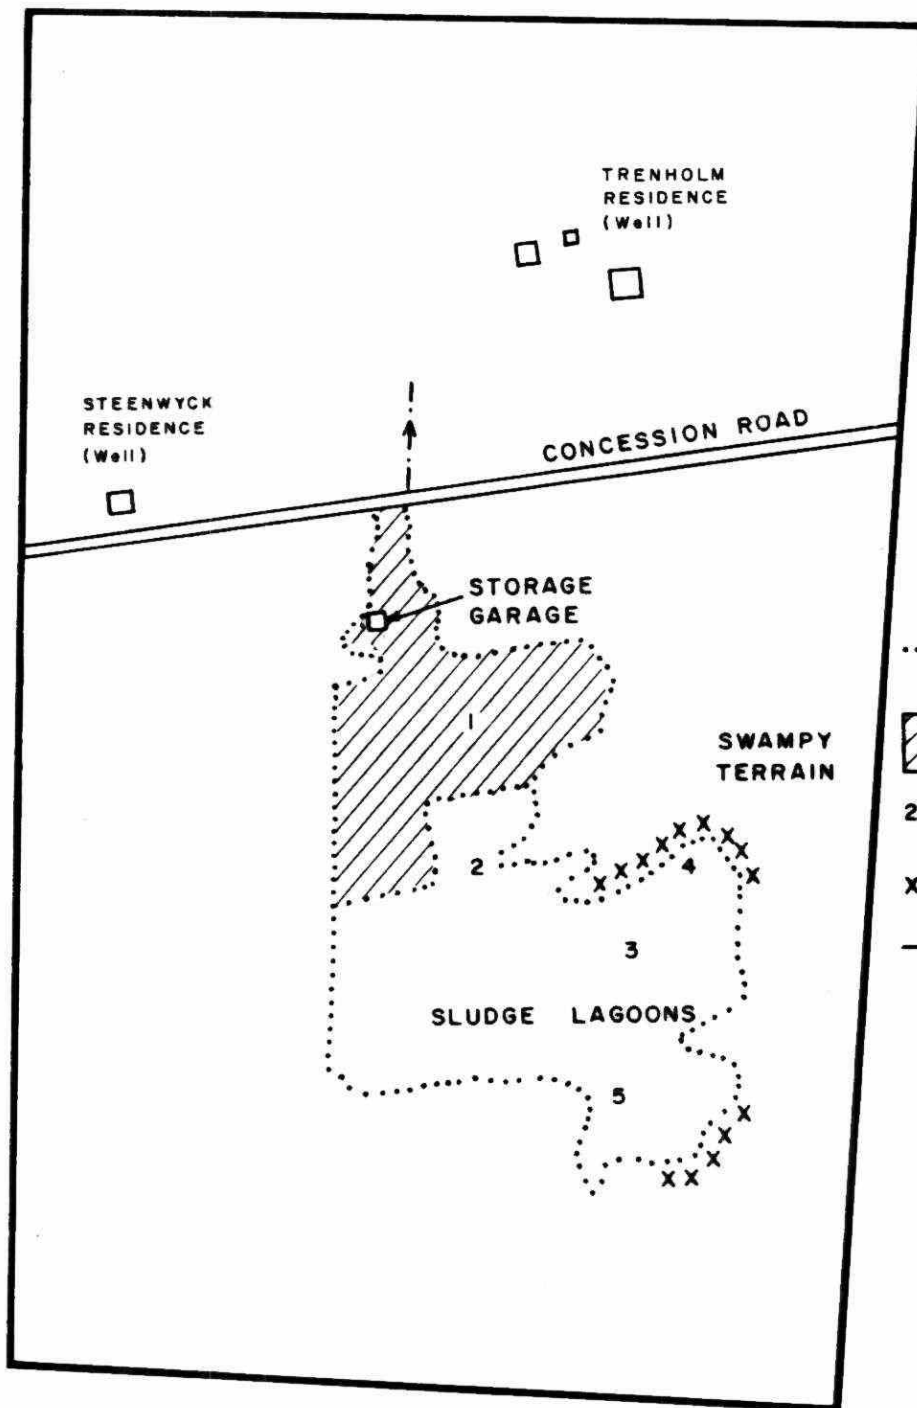 TRENHOLM
RESIDENCE
(Well)
STEENWYCK
RESIDENCE
(Well)
CONCESSION ROAD
STORAGE
GARAGE
1
SWAMPY
TERRAIN
2
2
4
X
3
SLUDGE LAGOONS
5